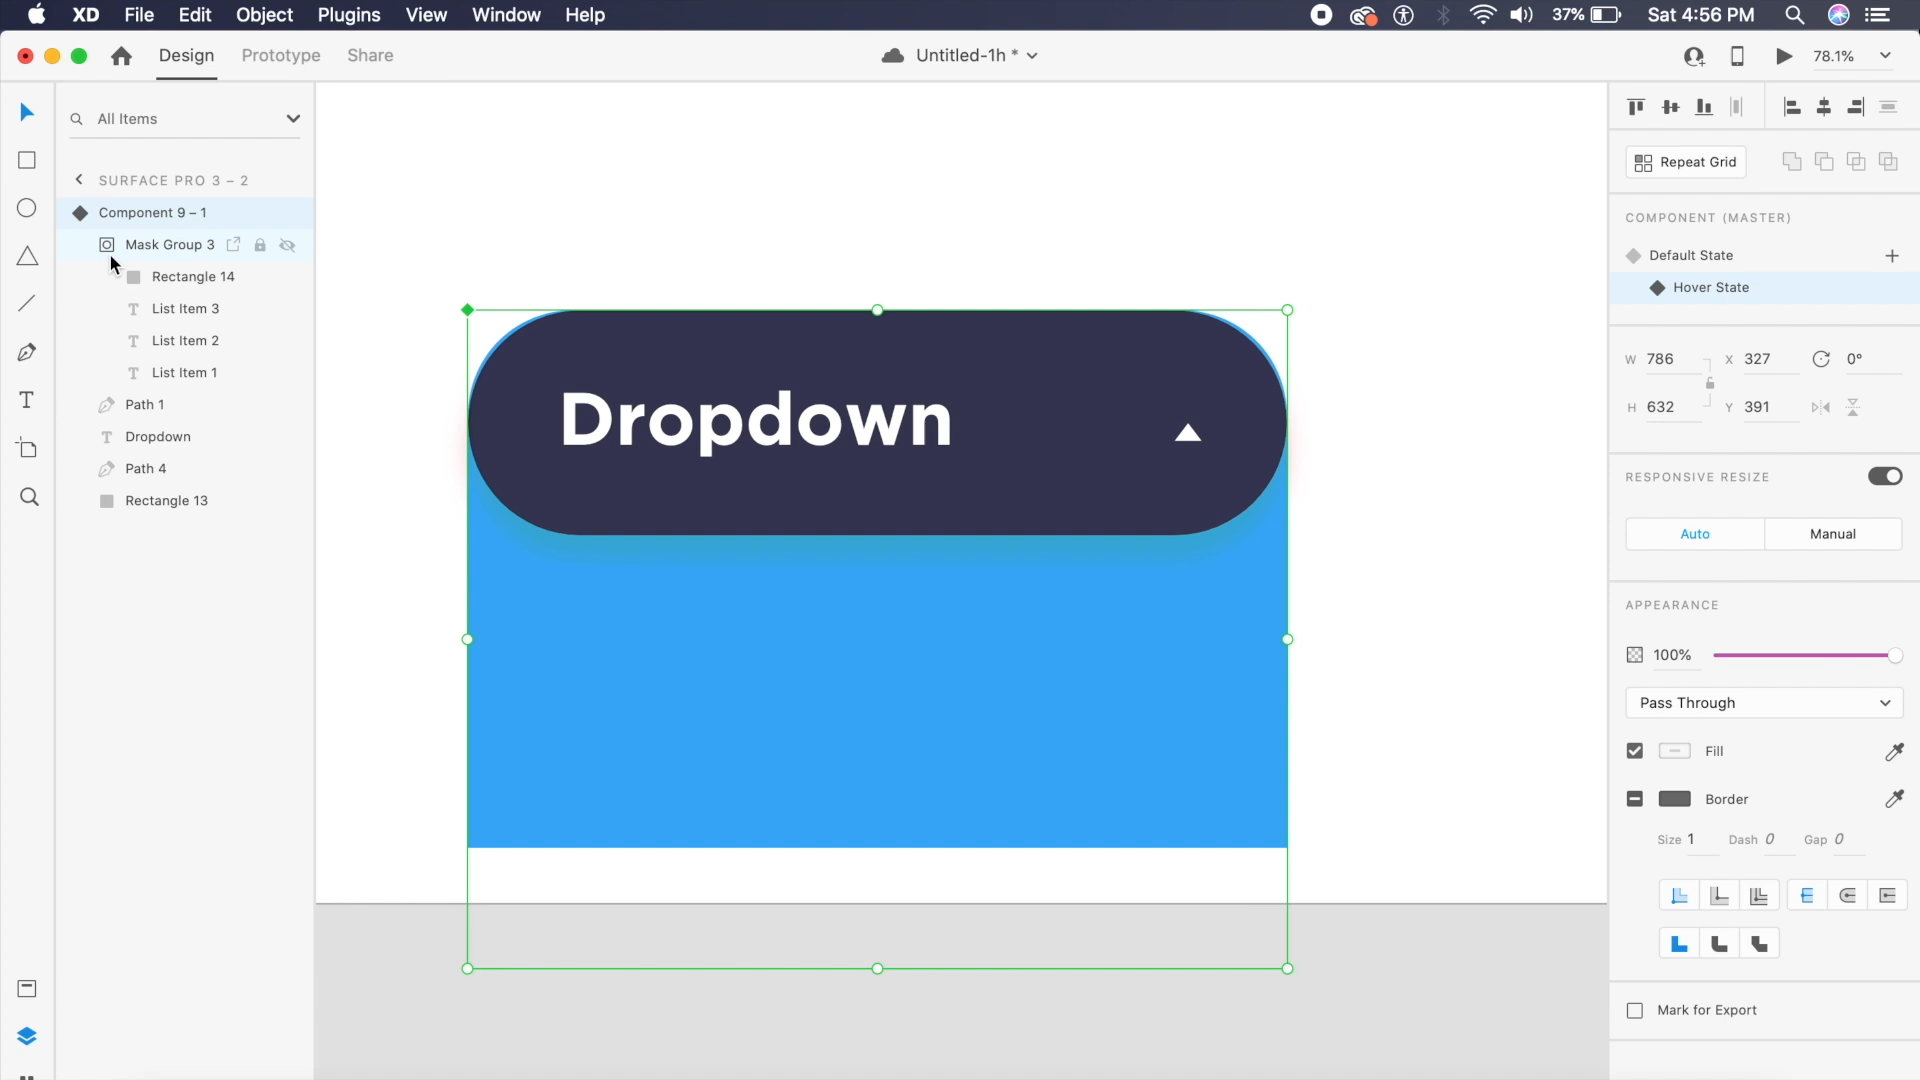 XD File Edit Object Plugins View Window Help 37% Sat 4:56 PM
Design Prototype Share Untitled-1h * 78.1%
All Items
SURFACE PRO 3 – 2
Component 9 – 1
Mask Group 3
Rectangle 14
List Item 3
List Item 2
List Item 1
Path 1
Dropdown
Path 4
Rectangle 13
Dropdown
Repeat Grid
COMPONENT (MASTER)
Default State
Hover State
W 786 X 327 0°
H 632 Y 391
RESPONSIVE RESIZE
Auto Manual
APPEARANCE
100%
Pass Through
Fill
Border
Size 1 Dash 0 Gap 0
Mark for Export